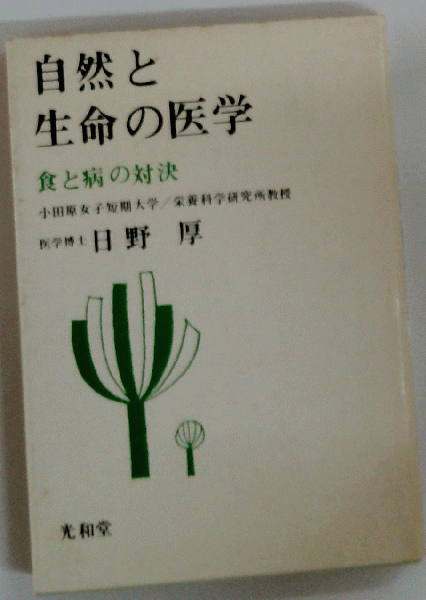 自然と
生命の医学
食と病の対決
小田原女子短期大学/栄養科学研究所教授
医学博士 日野 厚
光和堂